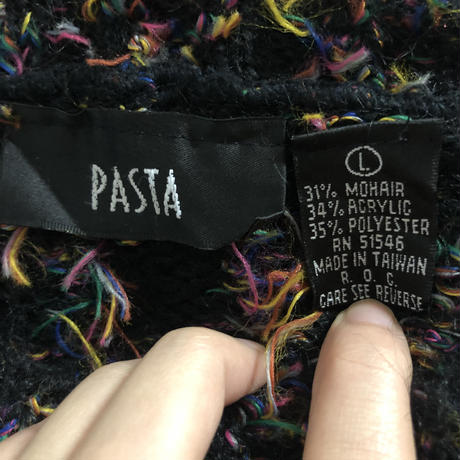 PASTA
L
31% MOHAIR
34% ACRYLIC
35% POLYESTER
RN 51546
MADE IN TAIWAN
R. O. C.
CARE SEE REVERSE